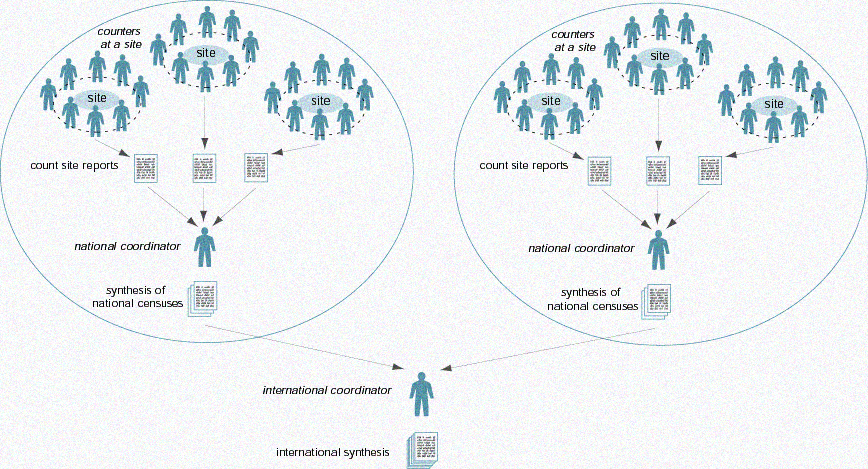 counters
at a site
site
site
site
count site reports
national coordinator
synthesis of
national censuses
counters
at a site
site
site
site
count site reports
national coordinator
synthesis of
national censuses
international coordinator
international synthesis